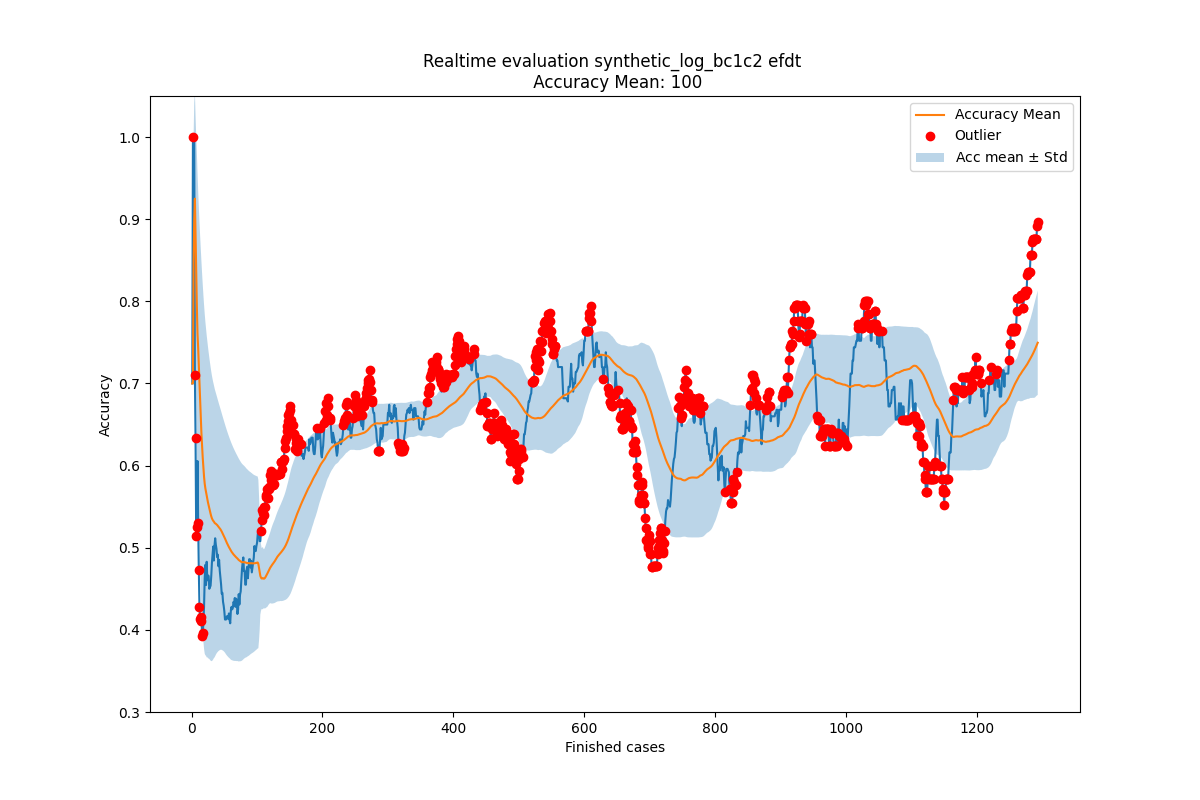 Realtime evaluation synthetic_log_bc1c2 efdt
Accuracy Mean: 100
Accuracy Mean
Outlier
Acc mean ± Std
Accuracy
1.0
0.9
0.8
0.7
0.6
0.5
0.4
0.3
0 200 400 600 800 1000 1200
Finished cases